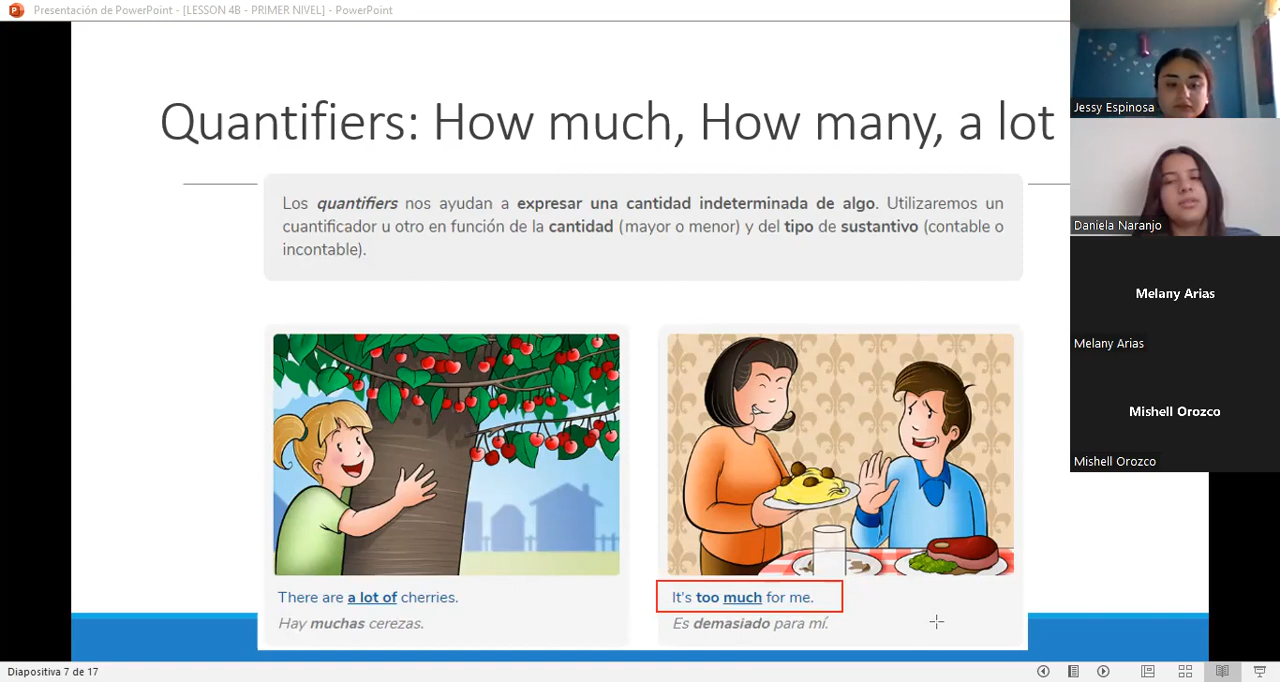 Presentación de PowerPoint - [LESSON 4B - PRIMER NIVEL] - PowerPoint
Quantifiers: How much, How many, a lot
Los quantifiers nos ayudan a expresar una cantidad indeterminada de algo. Utilizaremos un
cuantificador u otro en función de la cantidad (mayor o menor) y del tipo de sustantivo (contable o
incontable).
There are a lot of cherries.
Hay muchas cerezas.
It's too much for me.
Es demasiado para mí.
Jessy Espinosa
Daniela Naranjo
Melany Arias
Melany Arias
Mishell Orozco
Mishell Orozco
Diapositiva 7 de 17